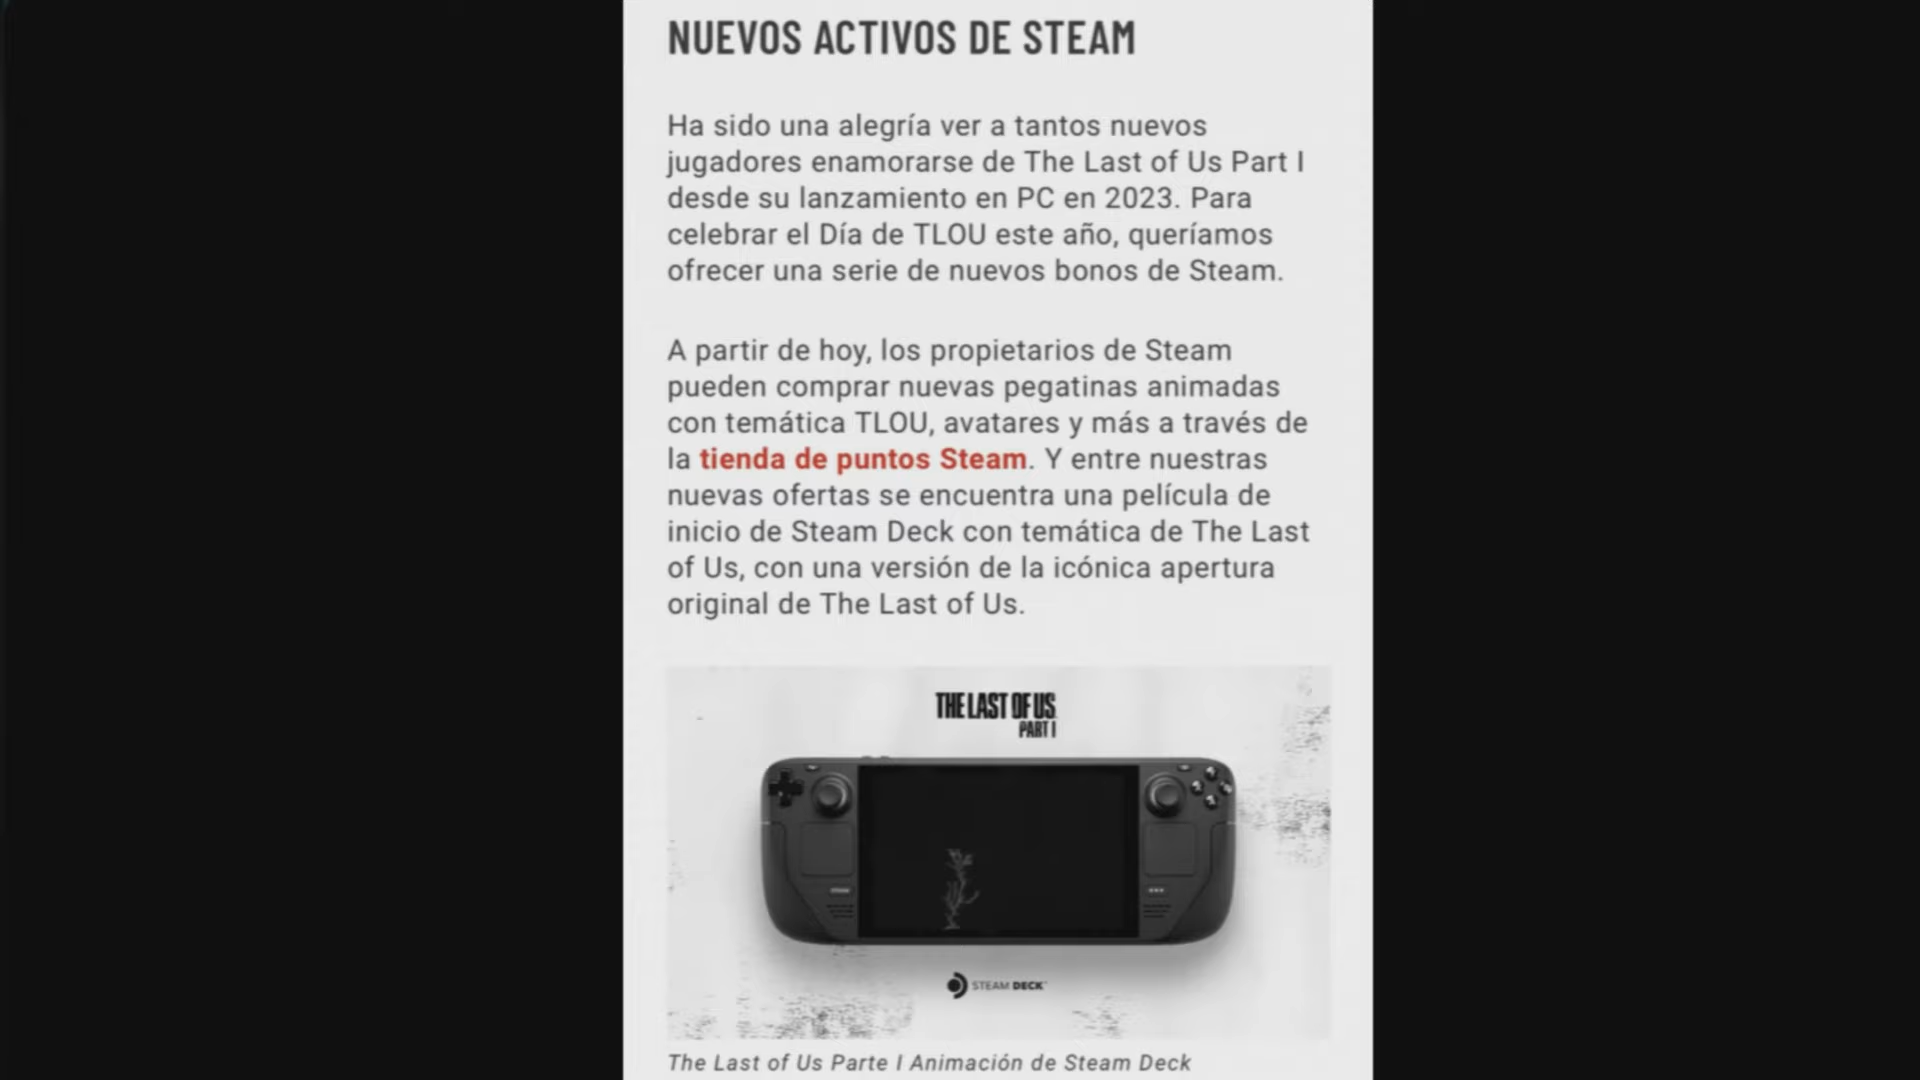 NUEVOS ACTIVOS DE STEAM
Ha sido una alegría ver a tantos nuevos
jugadores enamorarse de The Last of Us Part I
desde su lanzamiento en PC en 2023. Para
celebrar el Día de TLOU este año, queríamos
ofrecer una serie de nuevos bonos de Steam.
A partir de hoy, los propietarios de Steam
pueden comprar nuevas pegatinas animadas
con temática TLOU, avatares y más a través de
la tienda de puntos Steam. Y entre nuestras
nuevas ofertas se encuentra una película de
inicio de Steam Deck con temática de The Last
of Us, con una versión de la icónica apertura
original de The Last of Us.
THE LAST OF US
PART I
STEAM DECK
The Last of Us Parte I Animación de Steam Deck